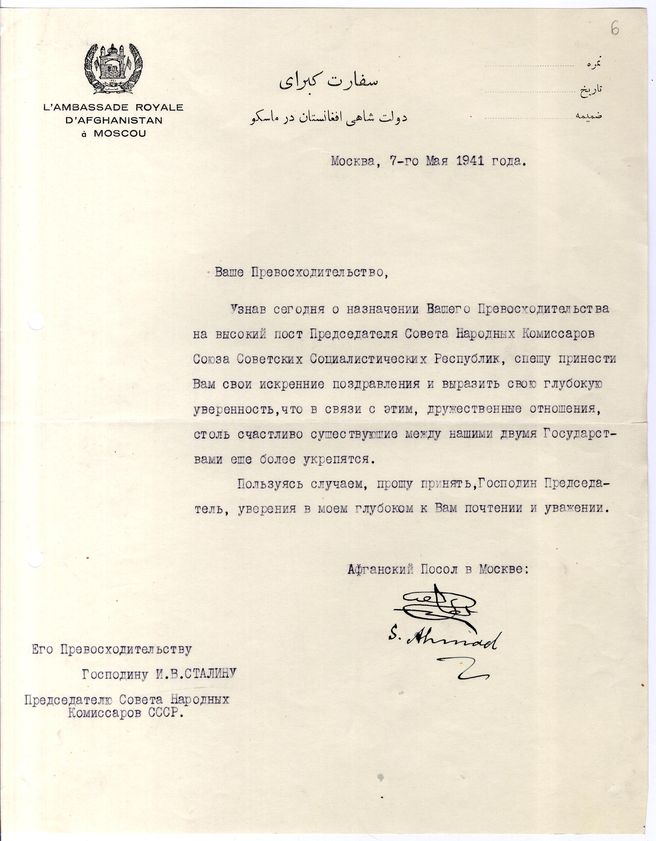 6
L'AMBASSADE ROYALE
D'AFGHANISTAN
à MOSCOU
سفارت کبرای
دولت شاهی افغانستان در ماسکو
نمره
تاریخ
ضمیمه
Москва, 7-го Мая 1941 года.
Ваше Превосходительство,
Узнав сегодня о назначении Вашего Превосходительства
на высокий пост Председателя Совета Народных Комиссаров
Союза Советских Социалистических Республик, спешу принести
Вам свои искренние поздравления и выразить свою глубокую
уверенность,что в связи с этим, дружественные отношения,
столь счастливо сушествуюшие между нашими двумя Государст-
вами еше более укрепятся.
Пользуясь случаем, прошу принять,Господин Председа-
тель, уверения в моем глубоком к Вам почтении и уважении.
Афганский Посол в Москве:
S. Ahmad
Его Превосходительству
Господину И.В.СТАЛИНУ
Председателю Совета Народных
Комиссаров СССР.